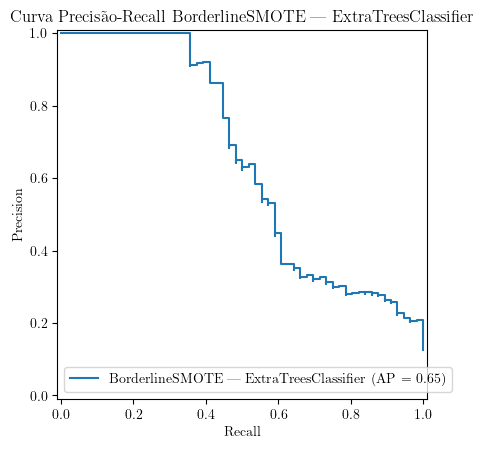 Curva Precisão-Recall BorderlineSMOTE — ExtraTreesClassifier
1.0
0.8
0.6
0.4
0.2
0.0
Precision
BorderlineSMOTE — ExtraTreesClassifier (AP = 0.65)
0.0 0.2 0.4 0.6 0.8 1.0
Recall